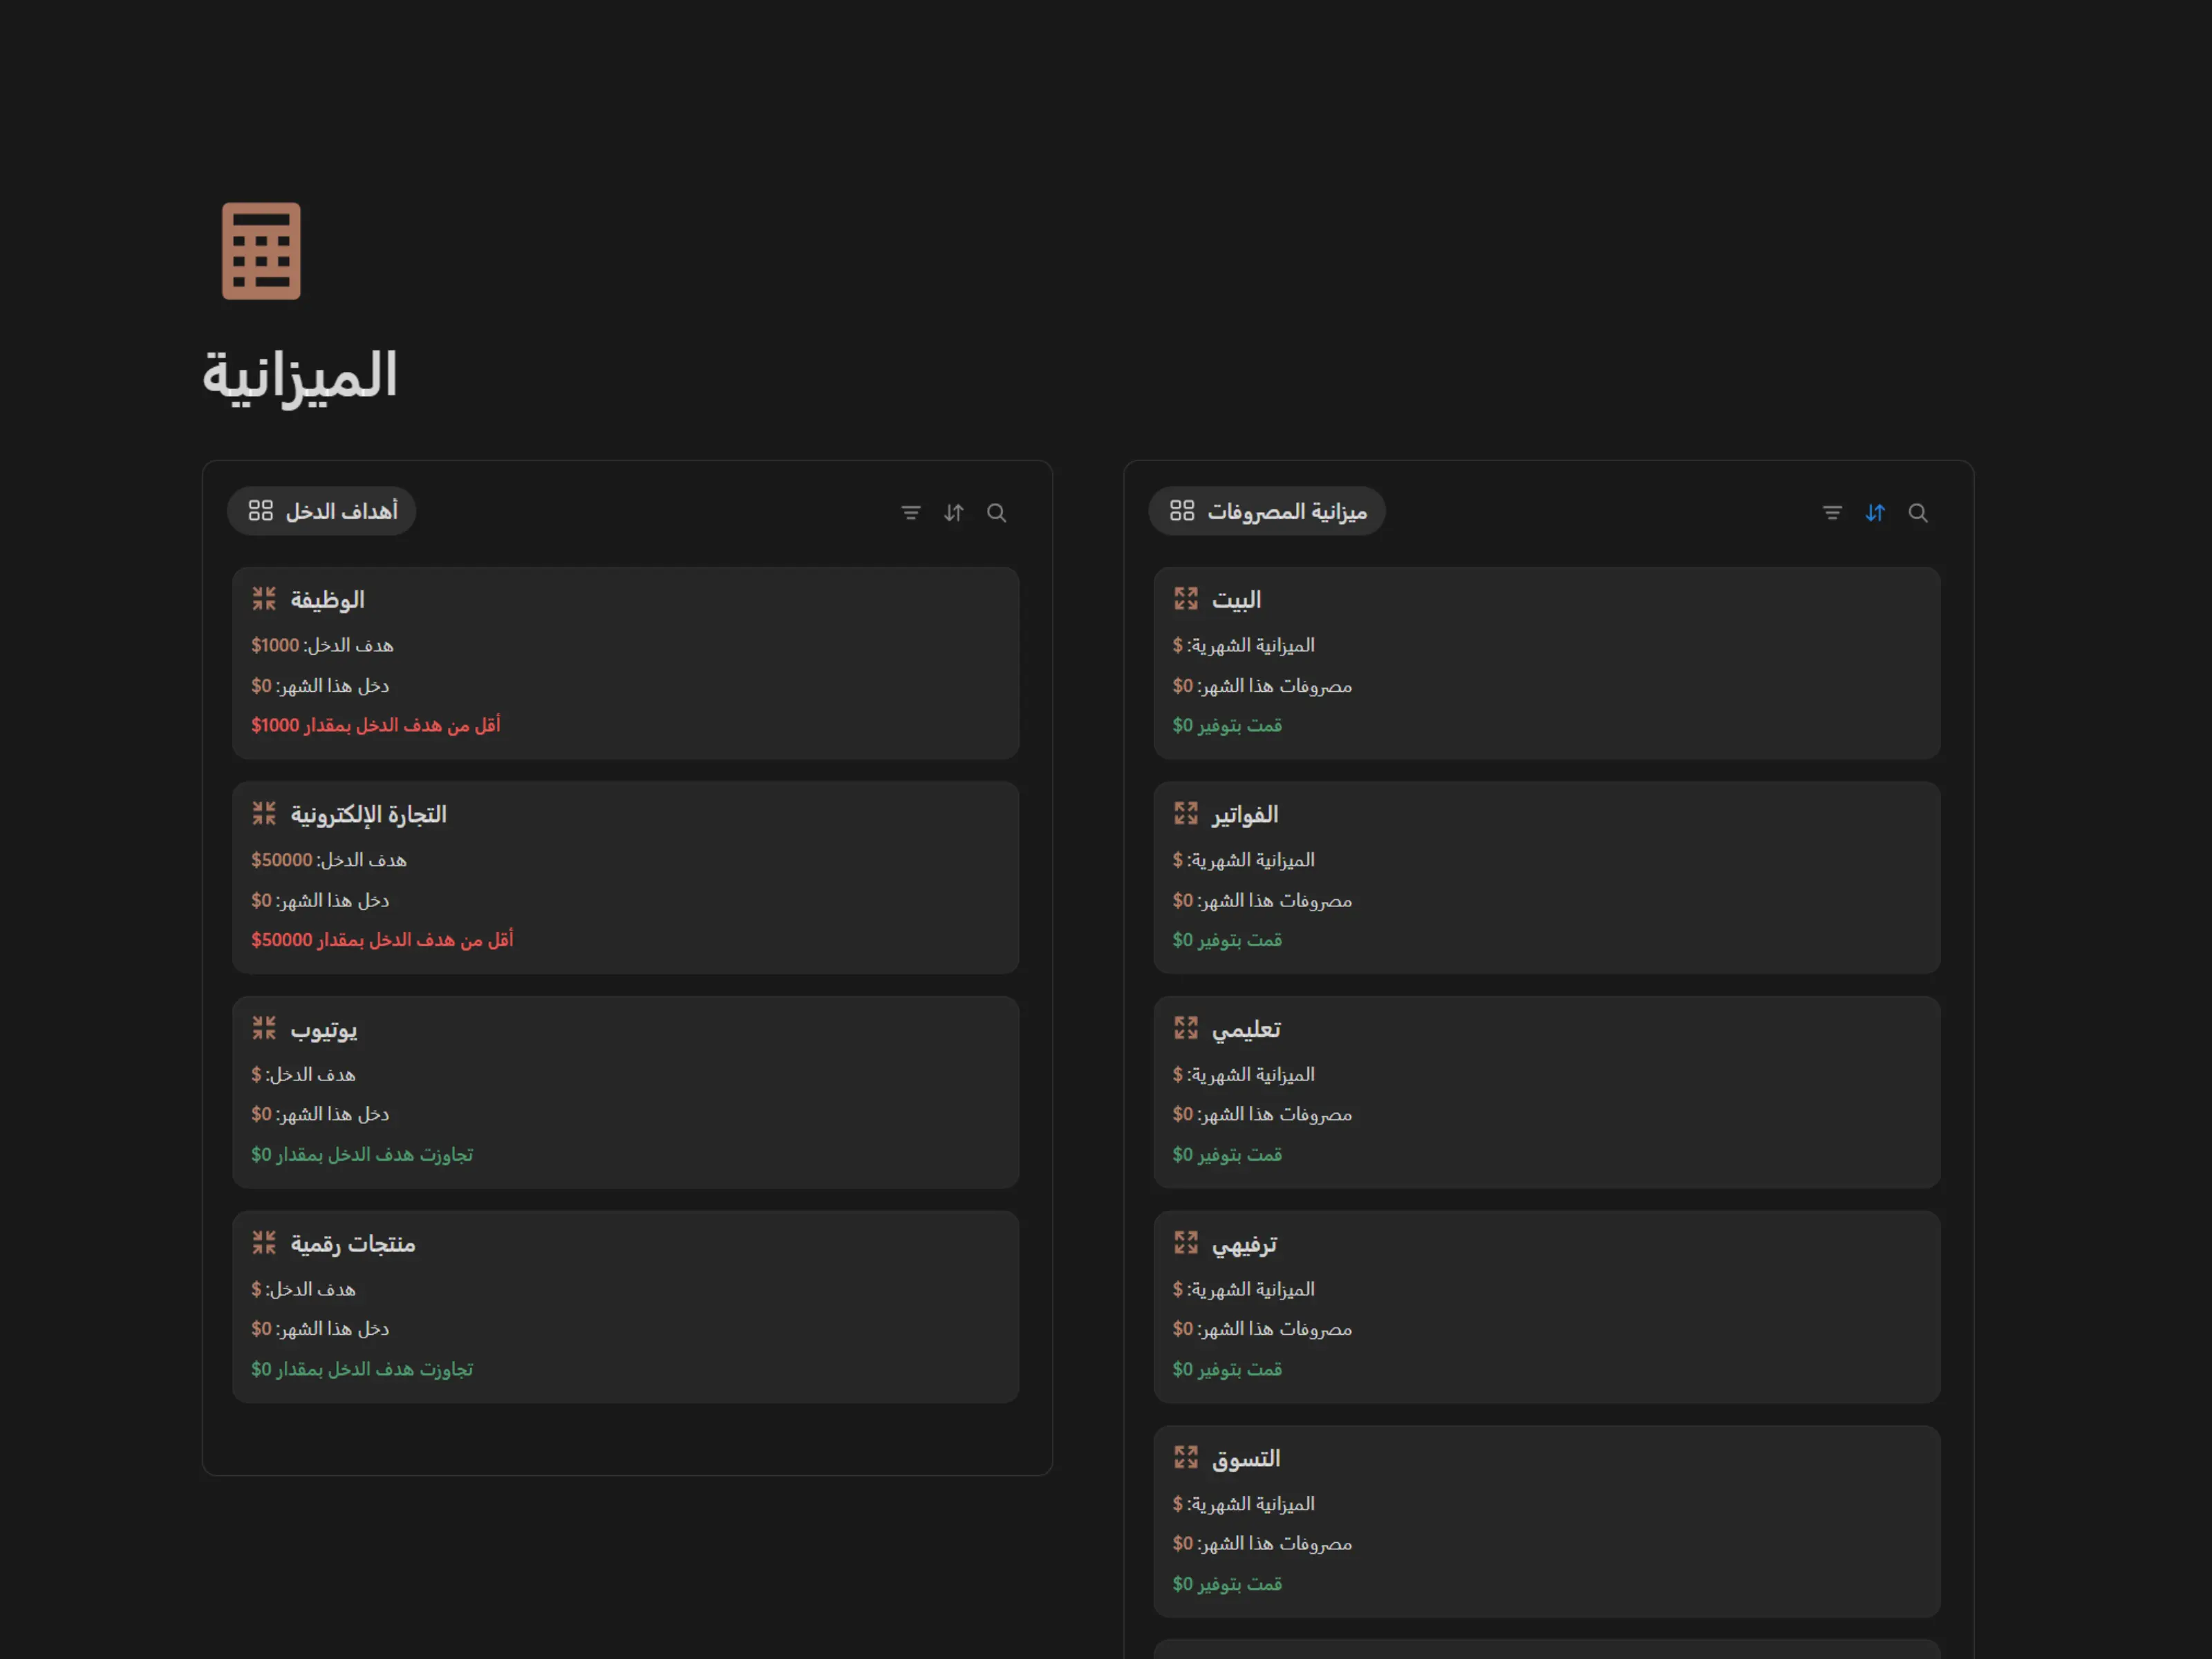 الميزانية
أهداف الدخل
الوظيفة
هدف الدخل: $1000
دخل هذا الشهر: $0
أقل من هدف الدخل بمقدار $1000
التجارة الإلكترونية
هدف الدخل: $50000
دخل هذا الشهر: $0
أقل من هدف الدخل بمقدار $50000
يوتيوب
هدف الدخل: $
دخل هذا الشهر: $0
تجاوزت هدف الدخل بمقدار $0
منتجات رقمية
هدف الدخل: $
دخل هذا الشهر: $0
تجاوزت هدف الدخل بمقدار $0
ميزانية المصروفات
البيت
الميزانية الشهرية: $
مصروفات هذا الشهر: $0
قمت بتوفير $0
الفواتير
الميزانية الشهرية: $
مصروفات هذا الشهر: $0
قمت بتوفير $0
تعليمي
الميزانية الشهرية: $
مصروفات هذا الشهر: $0
قمت بتوفير $0
ترفيهي
الميزانية الشهرية: $
مصروفات هذا الشهر: $0
قمت بتوفير $0
التسوق
الميزانية الشهرية: $
مصروفات هذا الشهر: $0
قمت بتوفير $0